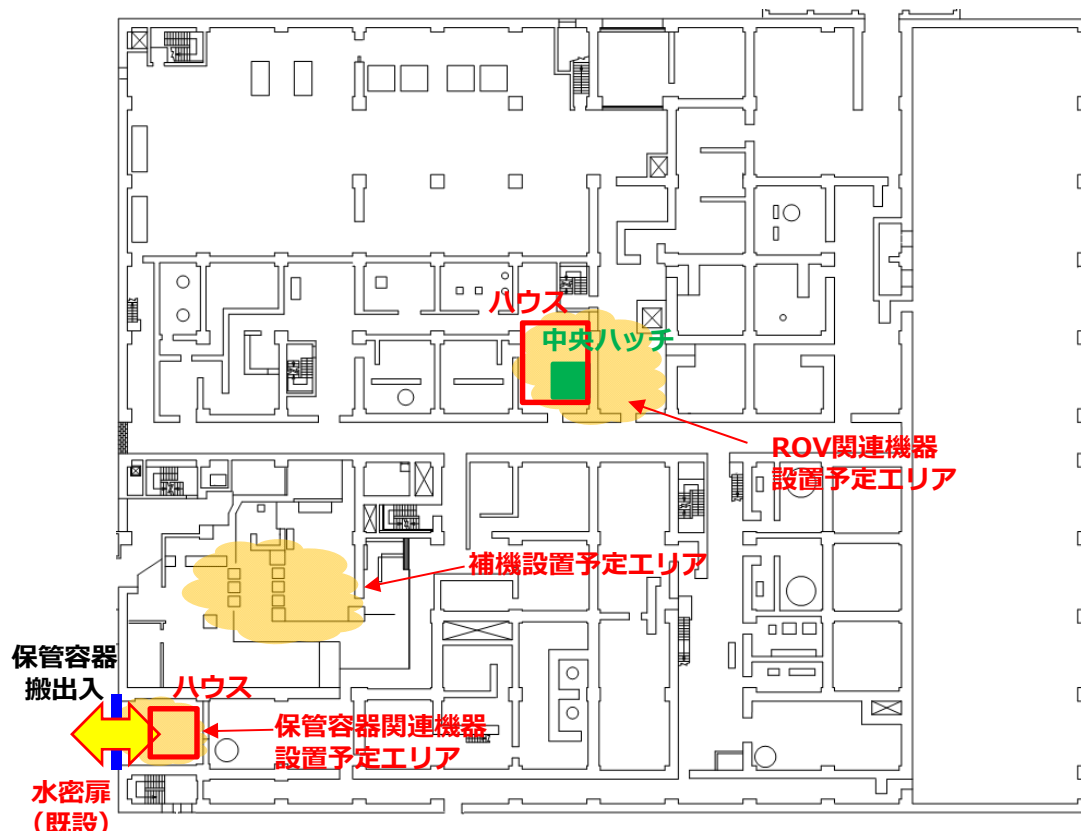 ハウス
中央ハッチ
ROV関連機器
設置予定エリア
補機設置予定エリア
保管容器
搬出入
ハウス
保管容器関連機器
設置予定エリア
水密扉
（既設）